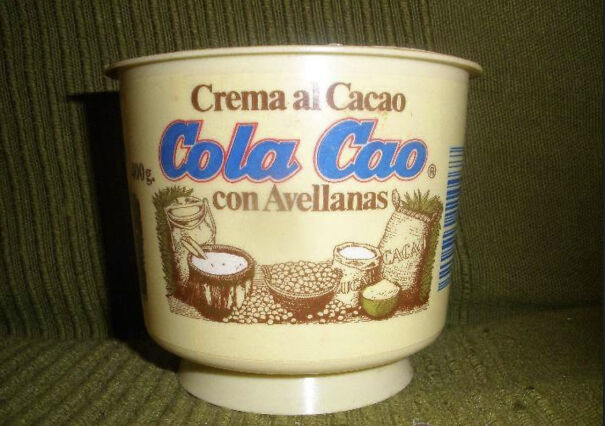 Crema al Cacao
Cola Cao®
con Avellanas
CACAO